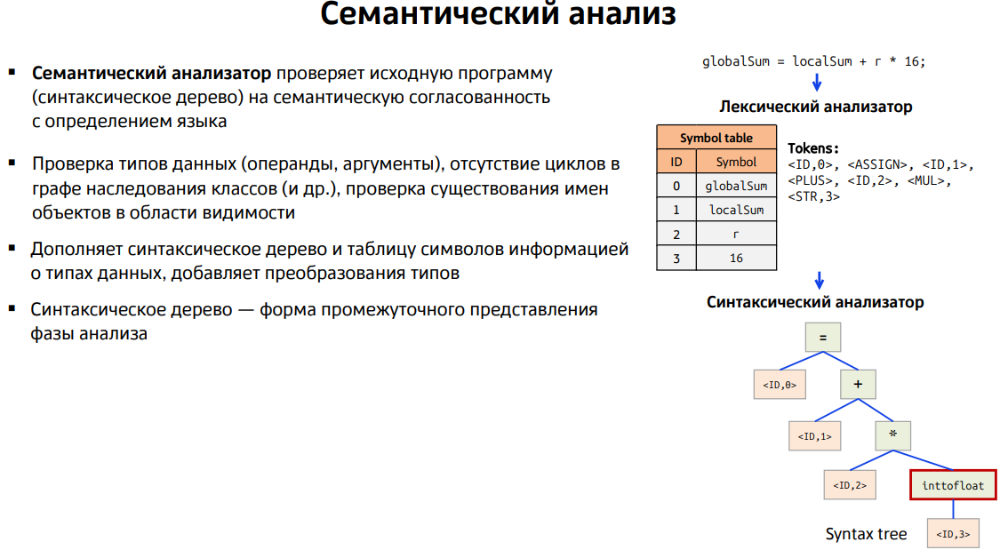 Семантический анализ
▪ Семантический анализатор проверяет исходную программу
(синтаксическое дерево) на семантическую согласованность
с определением языка
▪ Проверка типов данных (операнды, аргументы), отсутствие циклов в
графе наследования классов (и др.), проверка существования имен
объектов в области видимости
▪ Дополняет синтаксическое дерево и таблицу символов информацией
о типах данных, добавляет преобразования типов
▪ Синтаксическое дерево — форма промежуточного представления
фазы анализа
globalSum = localSum + r * 16;
Лексический анализатор
Symbol table
ID Symbol
0 globalSum
1 localSum
2 r
3 16
Tokens:
<ID,0>, <ASSIGN>, <ID,1>,
<PLUS>, <ID,2>, <MUL>,
<STR,3>
Синтаксический анализатор
=
<ID,0> +
<ID,1> *
<ID,2> inttofloat
Syntax tree <ID,3>